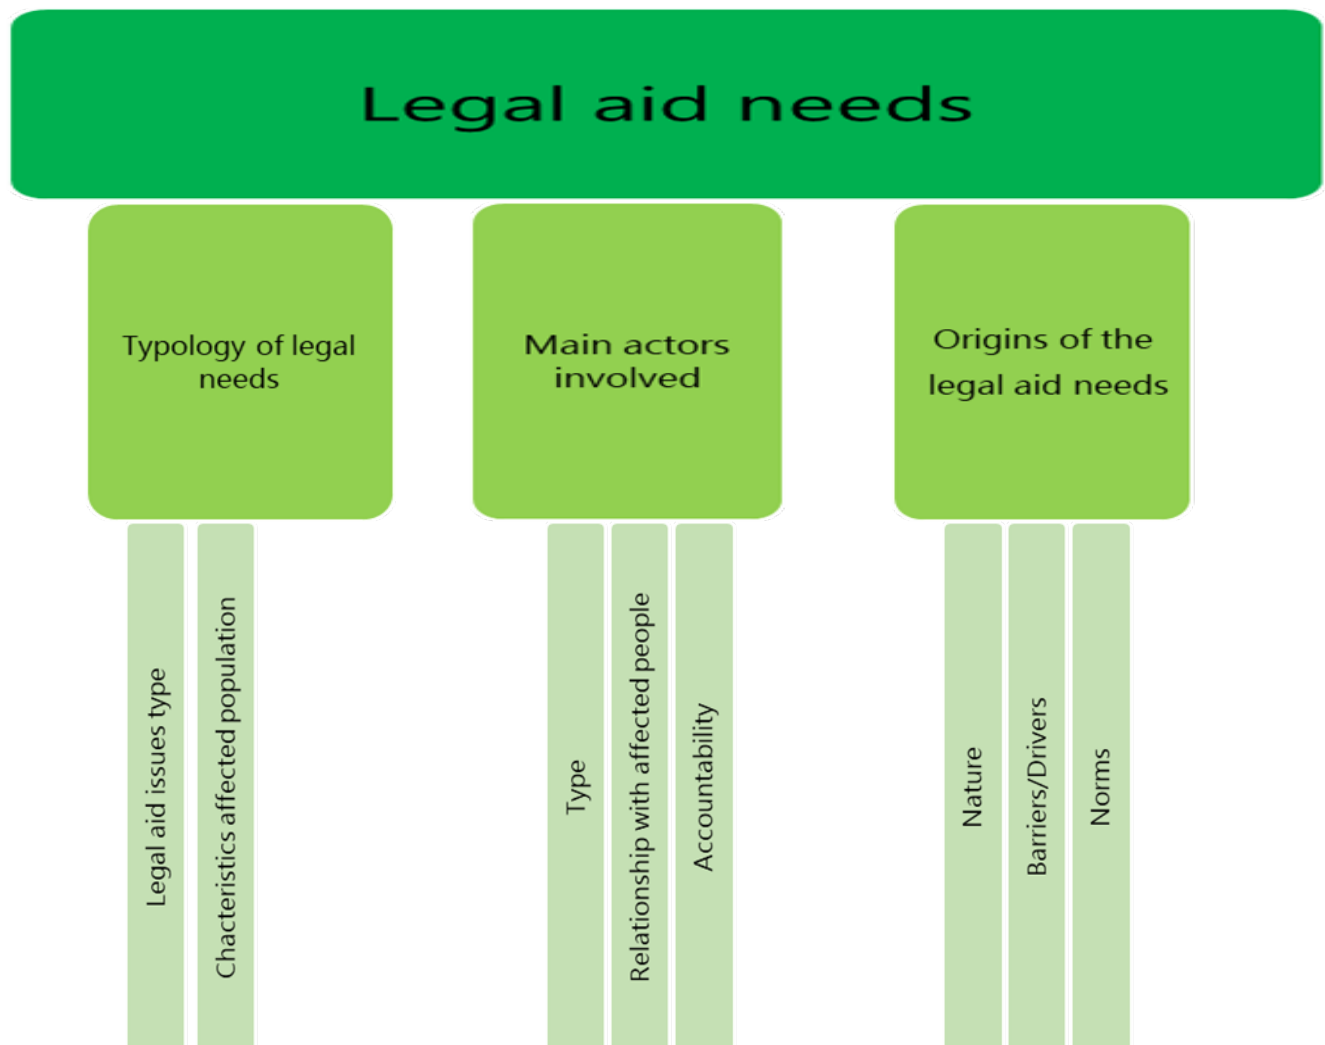 Legal aid needs
Typology of legal
needs
Main actors
involved
Origins of the
legal aid needs
Legal aid issues type
Chacteristics affected population
Type
Relationship with affected people
Accountability
Nature
Barriers/Drivers
Norms